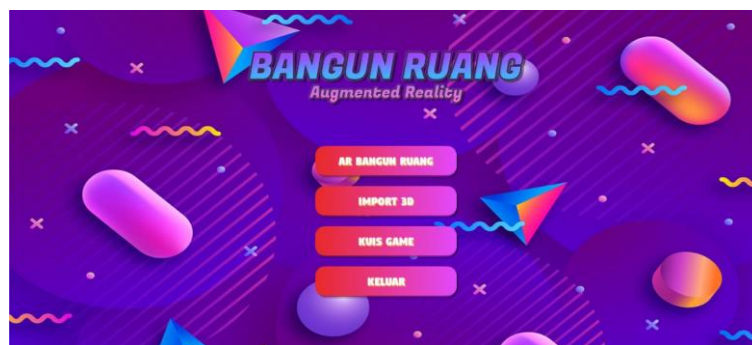 BANGUN RUANG
Augmented Reality
AR BANGUN RUANG
IMPORT 3D
KUIS GAME
KELUAR